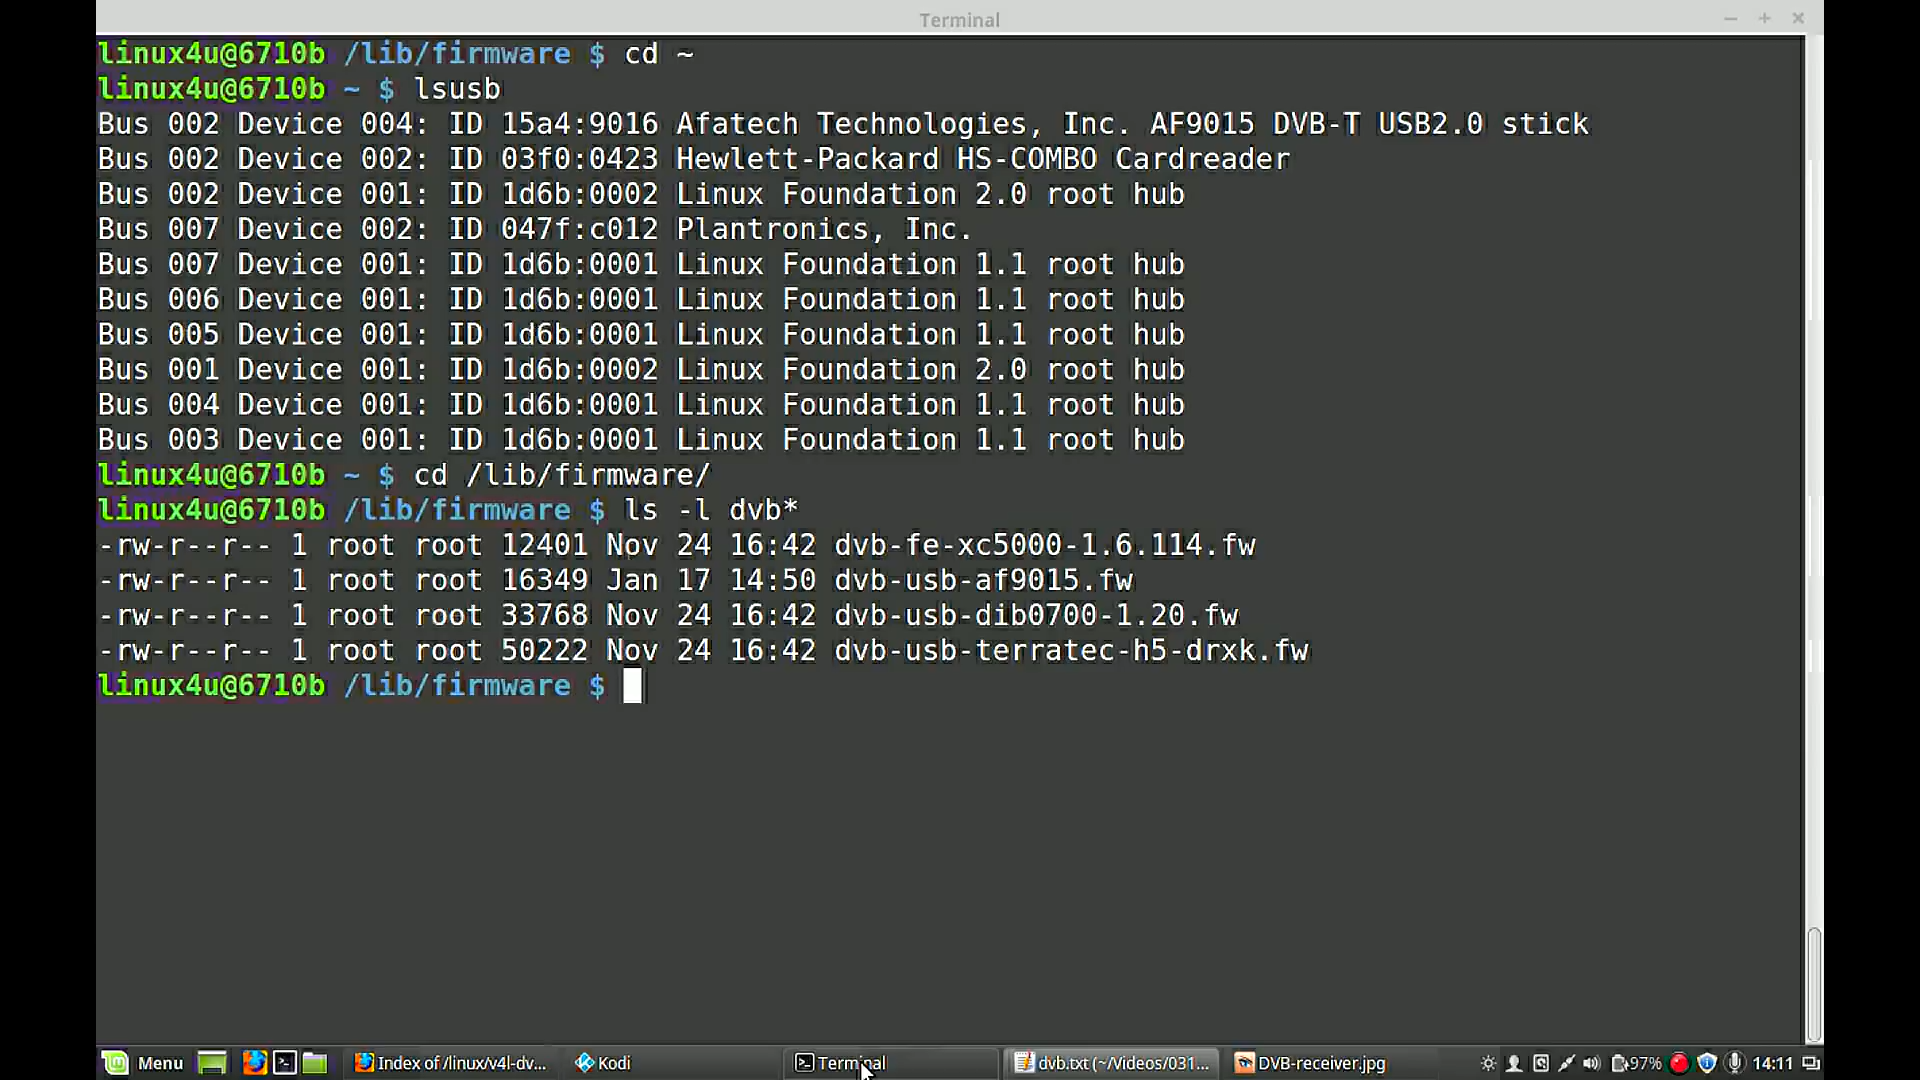 Terminal
linux4u@6710b /lib/firmware $ cd ~
linux4u@6710b ~ $ lsusb
Bus 002 Device 004: ID 15a4:9016 Afatech Technologies, Inc. AF9015 DVB-T USB2.0 stick
Bus 002 Device 002: ID 03f0:0423 Hewlett-Packard HS-COMBO Cardreader
Bus 002 Device 001: ID 1d6b:0002 Linux Foundation 2.0 root hub
Bus 007 Device 002: ID 047f:c012 Plantronics, Inc.
Bus 007 Device 001: ID 1d6b:0001 Linux Foundation 1.1 root hub
Bus 006 Device 001: ID 1d6b:0001 Linux Foundation 1.1 root hub
Bus 005 Device 001: ID 1d6b:0001 Linux Foundation 1.1 root hub
Bus 001 Device 001: ID 1d6b:0002 Linux Foundation 2.0 root hub
Bus 004 Device 001: ID 1d6b:0001 Linux Foundation 1.1 root hub
Bus 003 Device 001: ID 1d6b:0001 Linux Foundation 1.1 root hub
linux4u@6710b ~ $ cd /lib/firmware/
linux4u@6710b /lib/firmware $ ls -l dvb*
-rw-r--r-- 1 root root 12401 Nov 24 16:42 dvb-fe-xc5000-1.6.114.fw
-rw-r--r-- 1 root root 16349 Jan 17 14:50 dvb-usb-af9015.fw
-rw-r--r-- 1 root root 33768 Nov 24 16:42 dvb-usb-dib0700-1.20.fw
-rw-r--r-- 1 root root 50222 Nov 24 16:42 dvb-usb-terratec-h5-drxk.fw
linux4u@6710b /lib/firmware $
Menu Index of /linux/v4l-dv... Kodi Terminal dvb.txt (~/Videos/031... DVB-receiver.jpg 97% 14:11